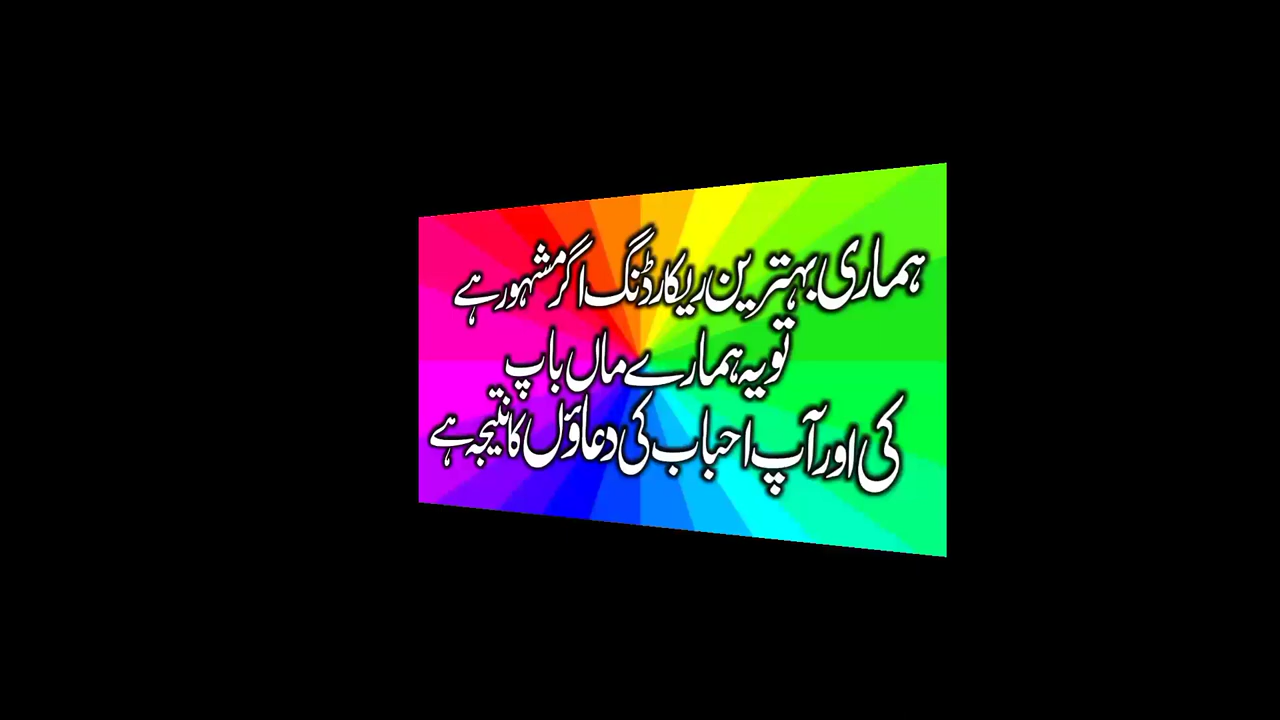 ہماری بہترین ریکارڈنگ اگر مشہور ہے
تو یہ ہمارے ماں باپ
کی اور آپ احباب کی دعاؤں کا نتیجہ ہے